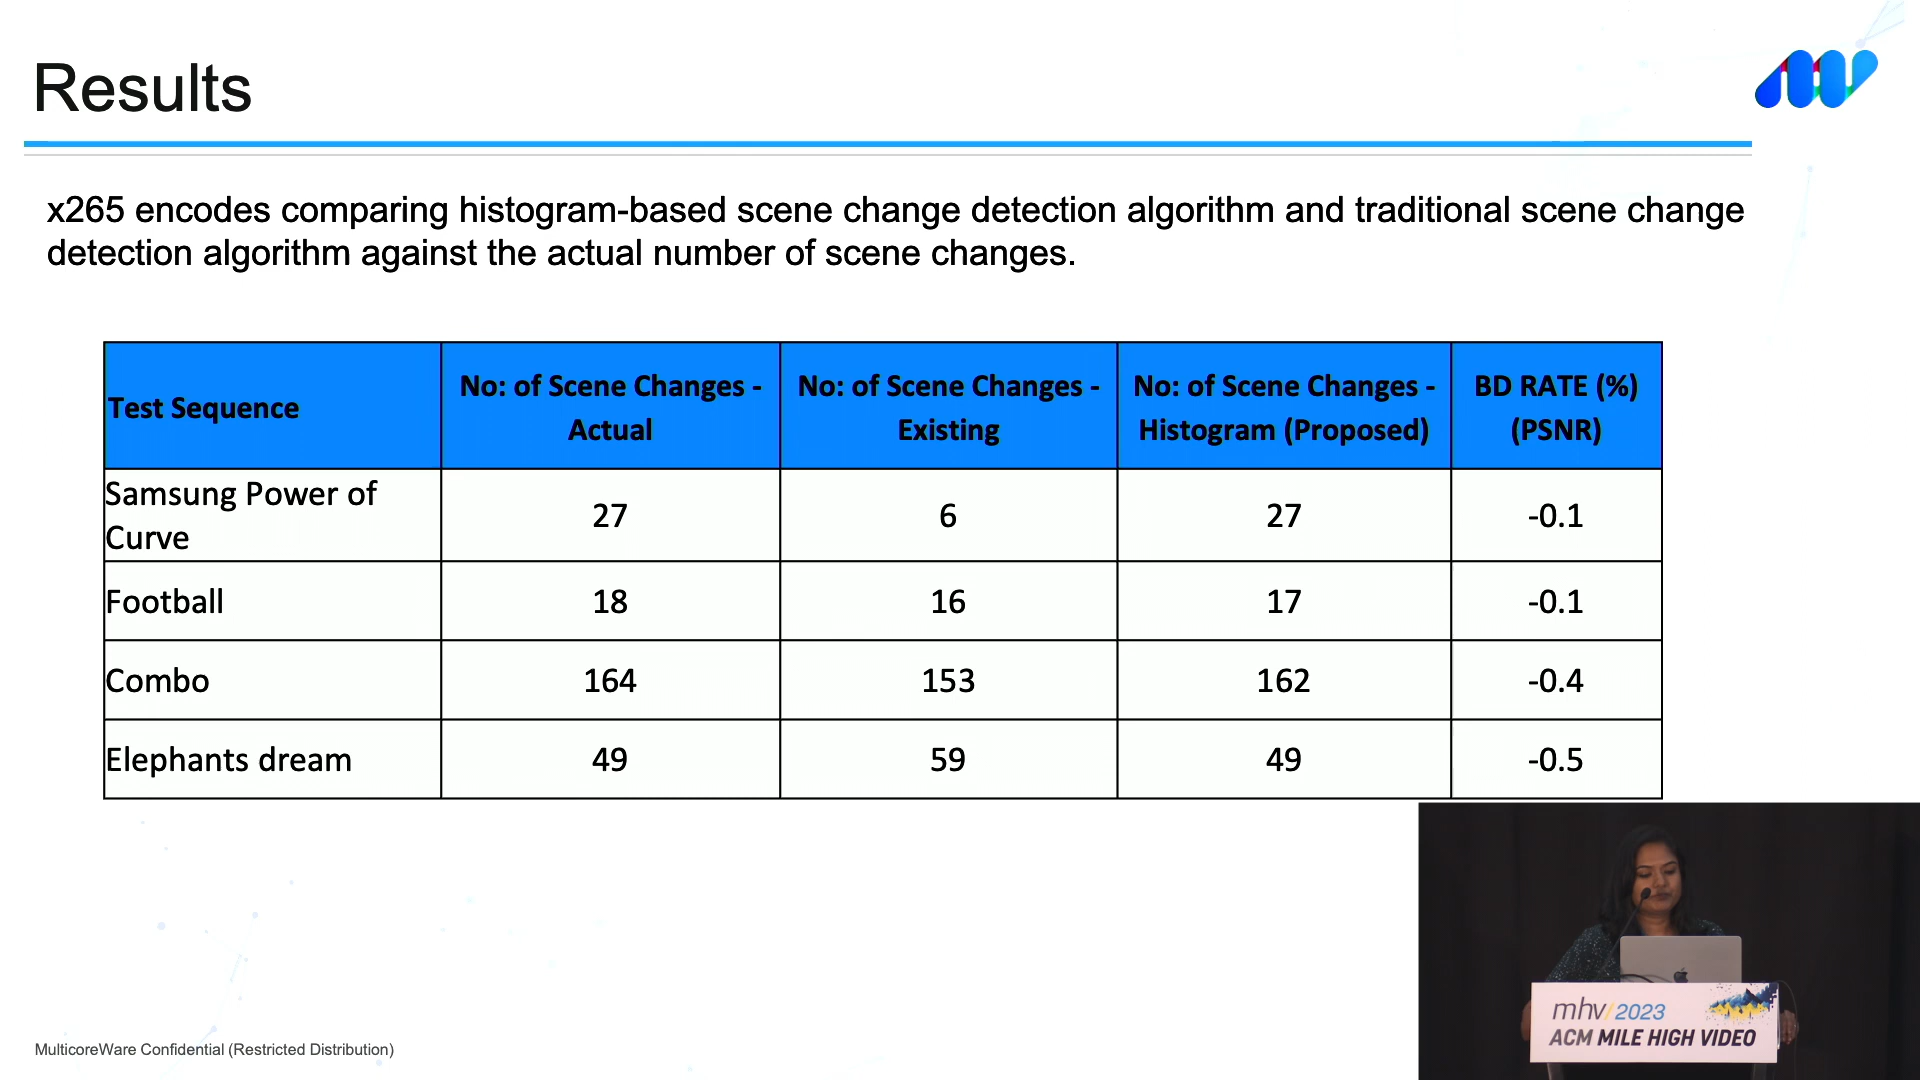 Results
x265 encodes comparing histogram-based scene change detection algorithm and traditional scene change
detection algorithm against the actual number of scene changes.
Test Sequence
No: of Scene Changes -
Actual
No: of Scene Changes -
Existing
No: of Scene Changes -
Histogram (Proposed)
BD RATE (%)
(PSNR)
Samsung Power of
Curve
27
6
27
-0.1
Football
18
16
17
-0.1
Combo
164
153
162
-0.4
Elephants dream
49
59
49
-0.5
mhv/2023
ACM MILE HIGH VIDEO
MulticoreWare Confidential (Restricted Distribution)